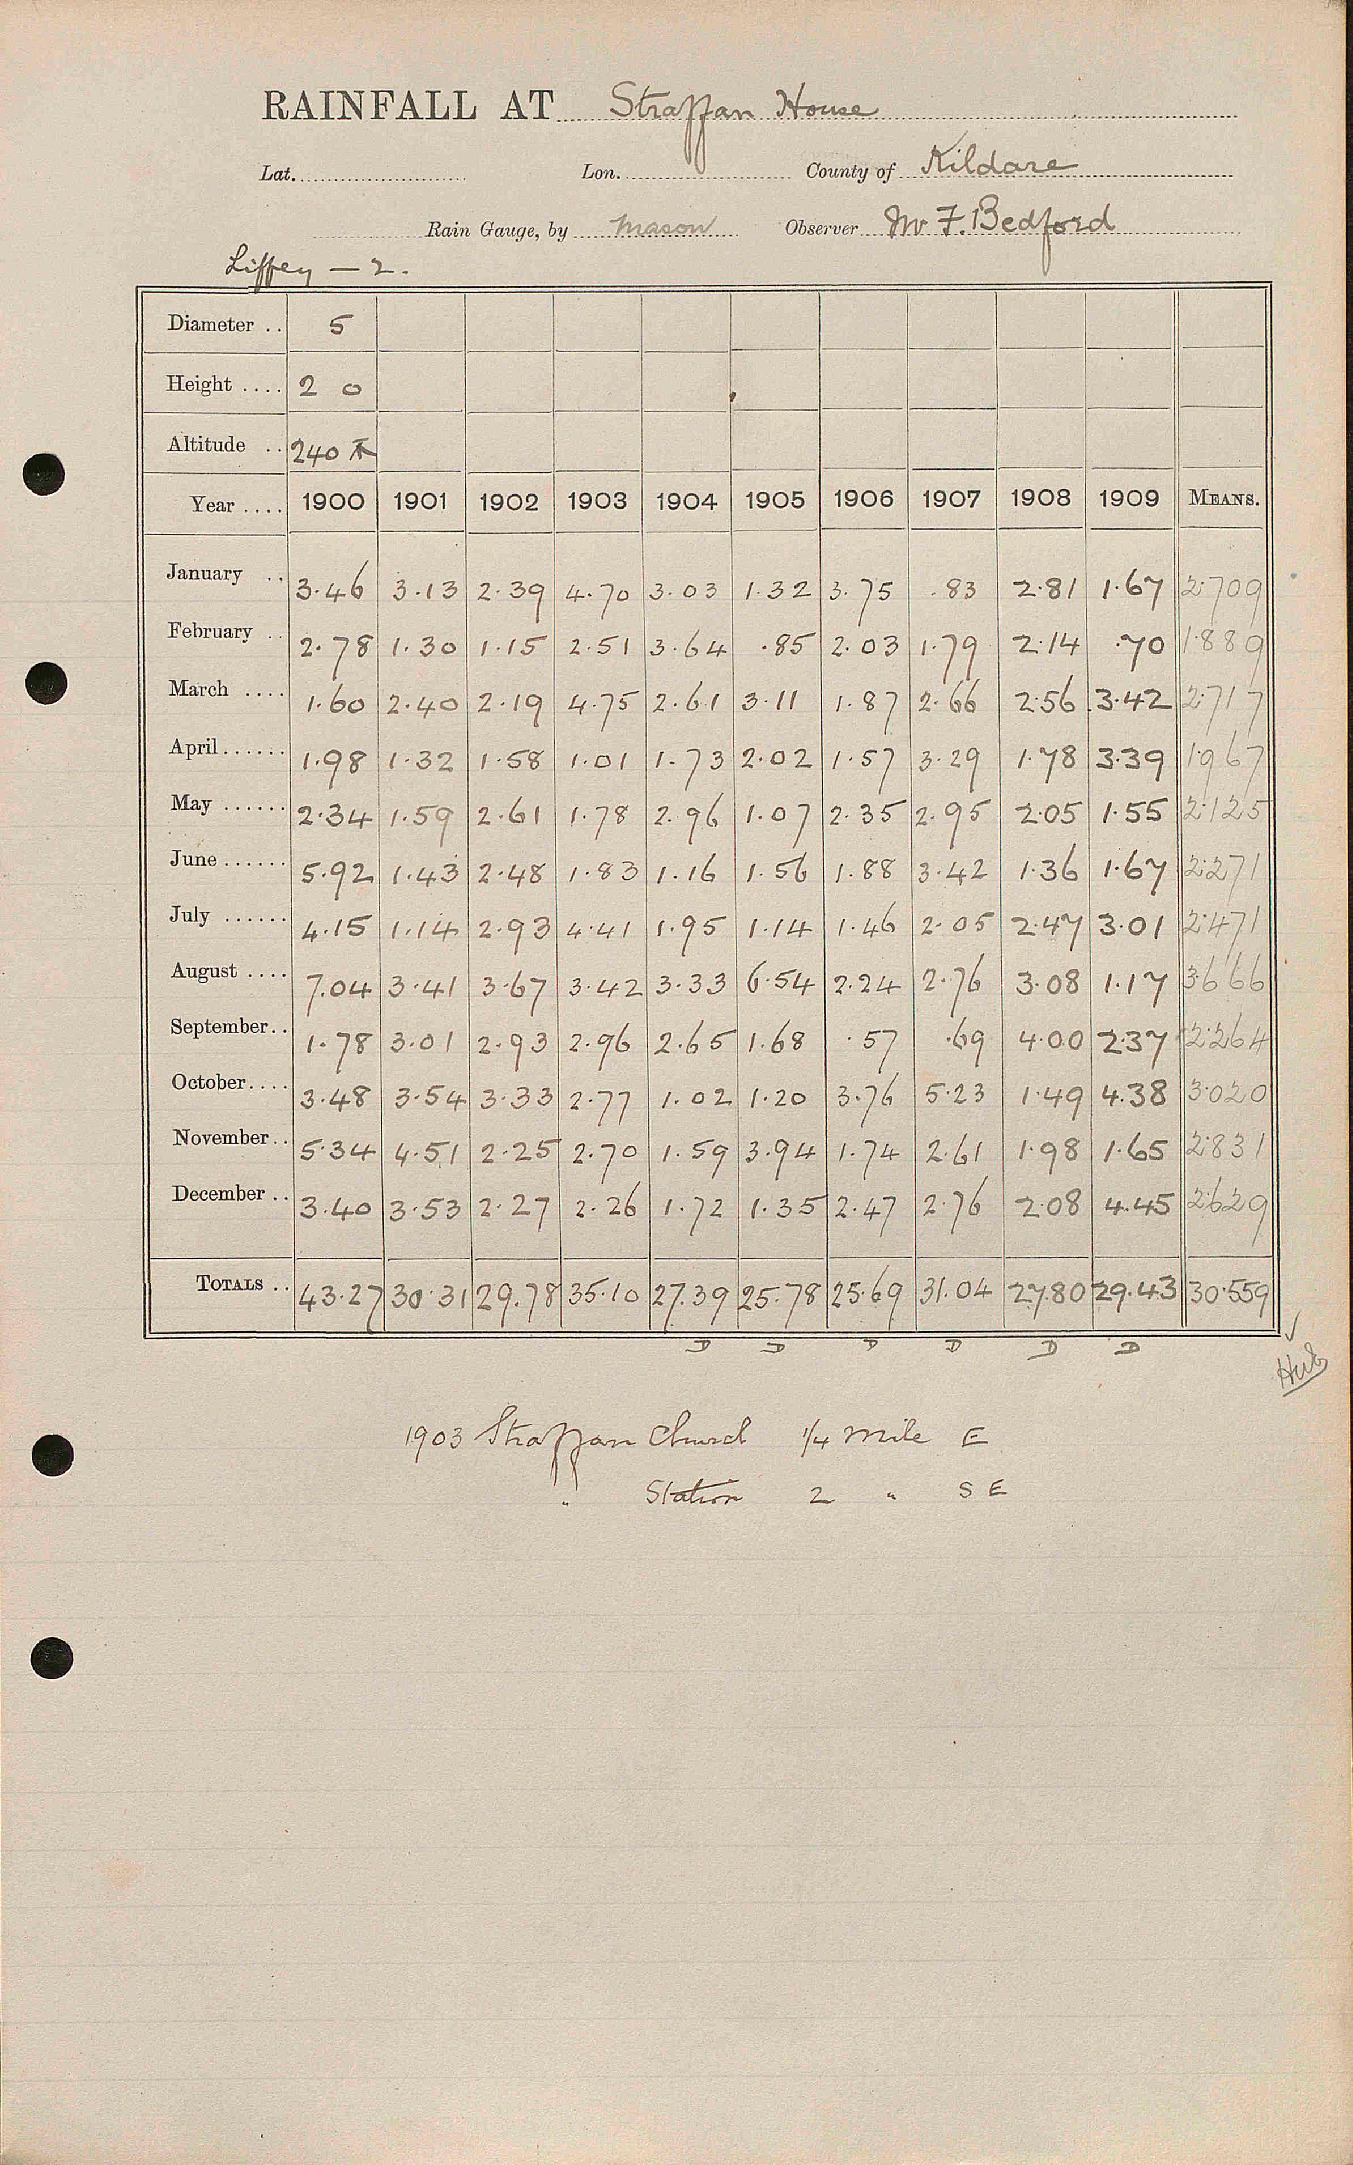 RAINFALL AT Straffan House
Lat. Lon. County of Kildare
Rain Gauge, by Mason Observer Mr F. Bedford
Liffey — 2.
Diameter .. 5
Height .... 2 0
Altitude .. 240
Year .... 1900 1901 1902 1903 1904 1905 1906 1907 1908 1909 MEANS.
January .. 3.46 3.13 2.39 4.70 3.03 1.32 3.75 .83 2.81 1.67 2.709
February .. 2.78 1.30 1.15 2.51 3.64 .85 2.03 1.79 2.14 .70 1.889
March .... 1.60 2.40 2.19 4.75 2.61 3.11 1.87 2.66 2.56 3.42 2.717
April...... 1.98 1.32 1.58 1.01 1.73 2.02 1.57 3.29 1.78 3.39 1.967
May ...... 2.34 1.59 2.61 1.78 2.96 1.07 2.35 2.95 2.05 1.55 2.125
June ...... 5.92 1.43 2.48 1.83 1.16 1.56 1.88 3.42 1.36 1.67 2.271
July ...... 4.15 1.14 2.93 4.41 1.95 1.14 1.46 2.05 2.47 3.01 2.471
August .... 7.04 3.41 3.67 3.42 3.33 6.54 2.24 2.76 3.08 1.17 3.666
September.. 1.78 3.01 2.93 2.96 2.65 1.68 .57 .69 4.00 2.37 2.264
October.... 3.48 3.54 3.33 2.77 1.02 1.20 3.76 5.23 1.49 4.38 3.020
November.. 5.34 4.51 2.25 2.70 1.59 3.94 1.74 2.61 1.98 1.65 2.831
December .. 3.40 3.53 2.27 2.26 1.72 1.35 2.47 2.76 2.08 4.45 2.629
TOTALS .. 43.27 30.31 29.78 35.10 27.39 25.78 25.69 31.04 27.80 29.43 30.559
D D D D D D
1903 Straffan Church 1/4 Mile E
" Station 2 " S E